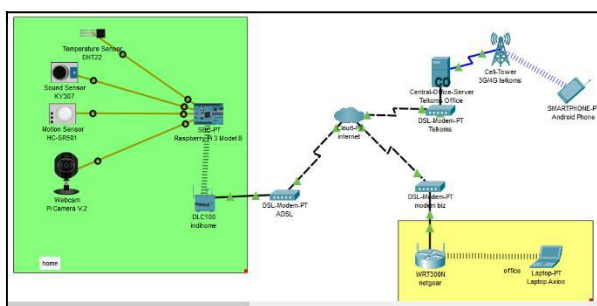 Temperature Sensor
DHT22
Sound Sensor
KY307
Motion Sensor
HC-SR501
Webcam
Pi Camera V.2
SBC-PT
Raspberry Pi 3 Model B
DLC100
indihome
home
DSL-Modem-PT
ADSL
Cloud-PT
internet
CO
Central-Office-Server
Telkoms Office
DSL-Modem-PT
Telkoms
Cell-Tower
3G/4G telkoms
SMARTPHONE-PT
Android Phone
DSL-Modem-PT
modem biz
WRT300N
netgear
office
Laptop-PT
Laptop Axioo